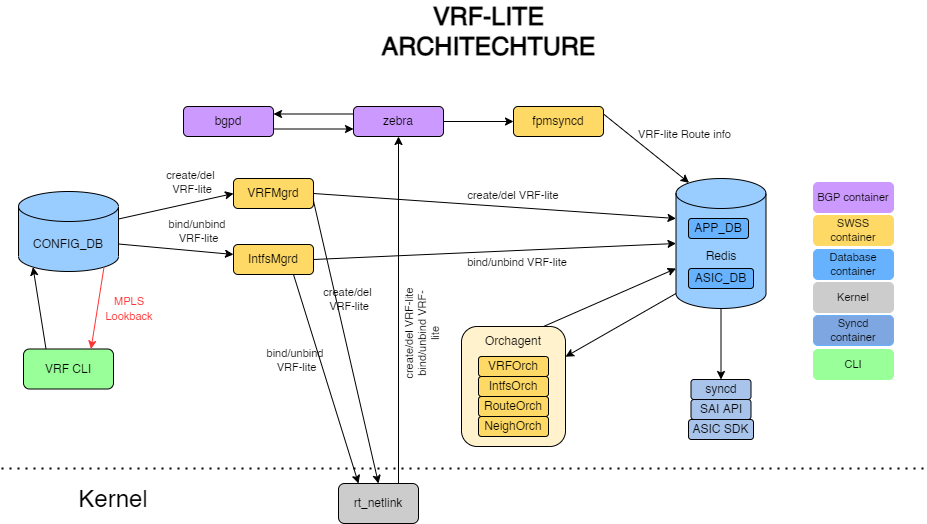 VRF-LITE
ARCHITECHTURE
bgpd
zebra
fpmsyncd
VRF-lite Route info
create/del
VRF-lite
VRFMgrd
create/del VRF-lite
bind/unbind
VRF-lite
CONFIG_DB
IntfsMgrd
bind/unbind VRF-lite
APP_DB
Redis
ASIC_DB
BGP container
SWSS
container
Database
container
Kernel
Syncd
container
CLI
MPLS
Lookback
VRF CLI
create/del
VRF-lite
bind/unbind
VRF-lite
create/del VRF-lite
bind/unbind VRF-
lite
Orchagent
VRFOrch
IntfsOrch
RouteOrch
NeighOrch
syncd
SAI API
ASIC SDK
Kernel
rt_netlink